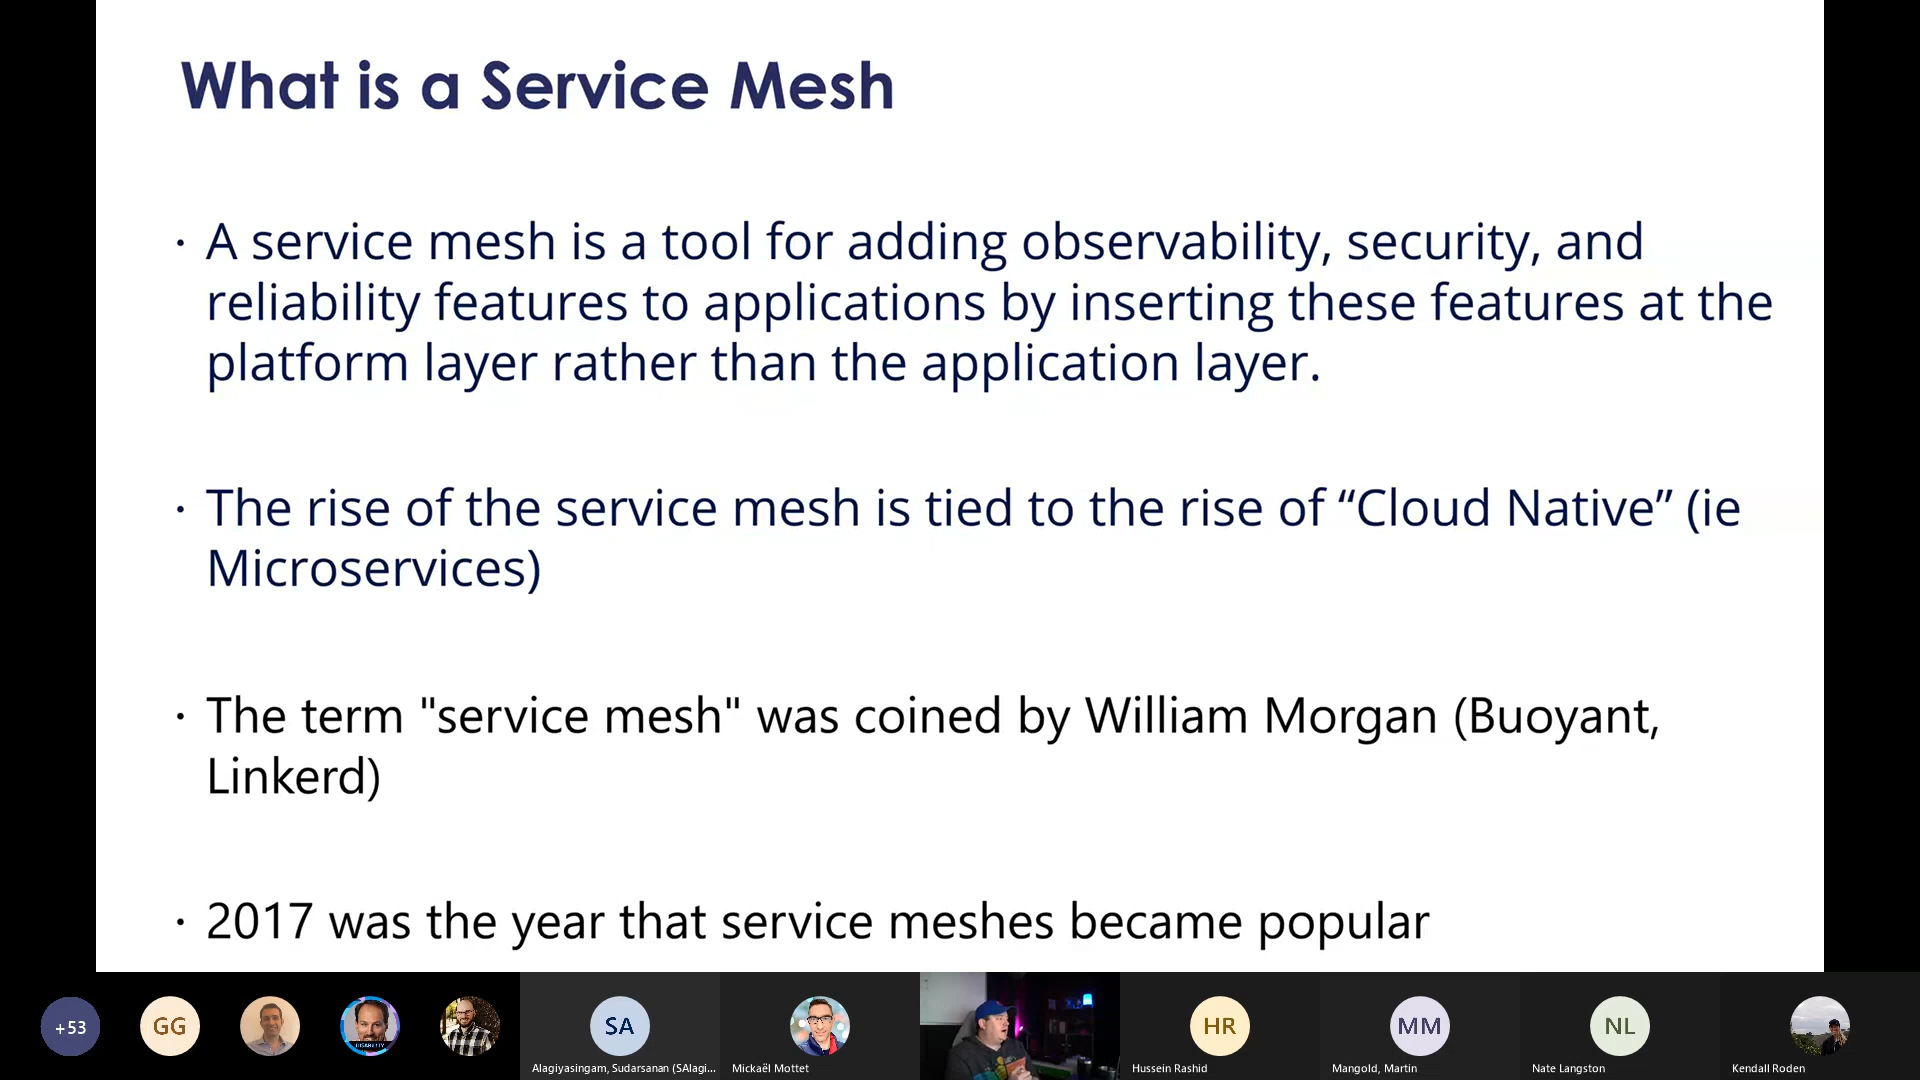 What is a Service Mesh
· A service mesh is a tool for adding observability, security, and
reliability features to applications by inserting these features at the
platform layer rather than the application layer.
· The rise of the service mesh is tied to the rise of “Cloud Native” (ie
Microservices)
· The term "service mesh" was coined by William Morgan (Buoyant,
Linkerd)
· 2017 was the year that service meshes became popular
+53
GG
SA
HR
MM
NL
Alagiyasingam, Sudarsanan (SAlagi...
Mickaël Mottet
Hussein Rashid
Mangold, Martin
Nate Langston
Kendall Roden